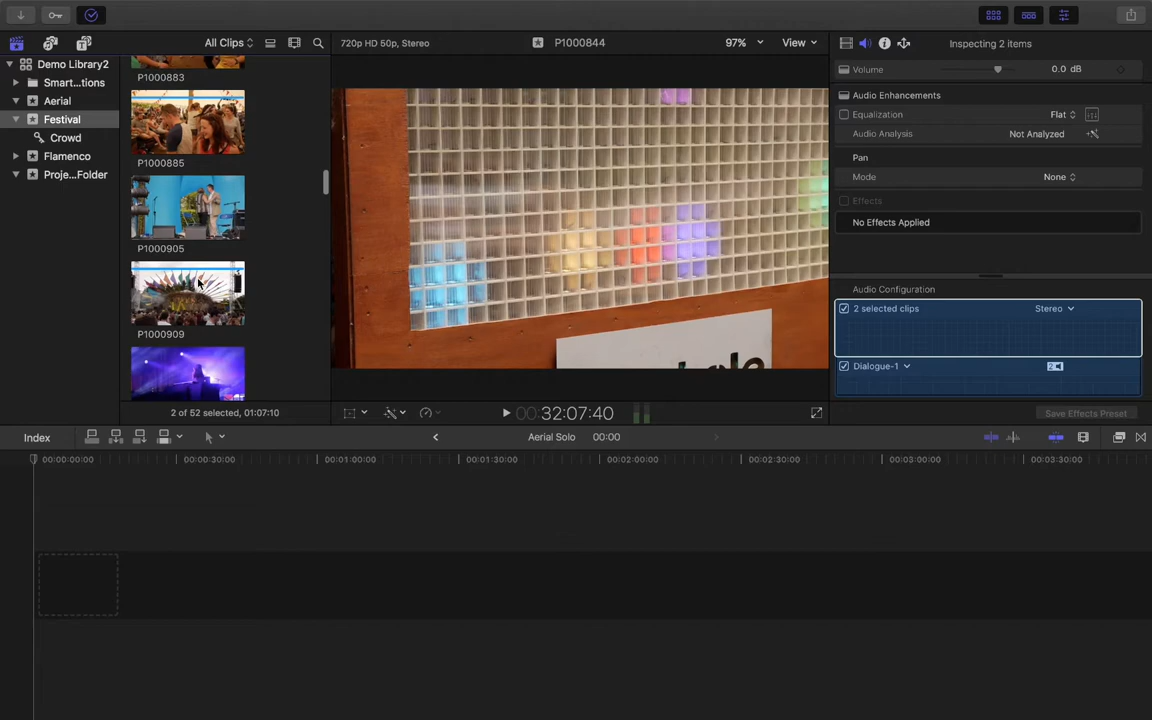 All Clips
720p HD 50p, Stereo
P1000844
97%
View
Inspecting 2 items
Demo Library2
Smart...tions
Aerial
Festival
Crowd
Flamenco
Proje...Folder
P1000883
P1000885
P1000905
P1000909
2 of 52 selected, 01:07:10
00:32:07:40
Volume
0.0 dB
Audio Enhancements
Equalization
Flat
Audio Analysis
Not Analyzed
Pan
Mode
None
Effects
No Effects Applied
Audio Configuration
2 selected clips
Stereo
Dialogue-1
2
Save Effects Preset
Index
Aerial Solo
00:00
00:00:00:00
00:00:30:00
00:01:00:00
00:01:30:00
00:02:00:00
00:02:30:00
00:03:00:00
00:03:30:00